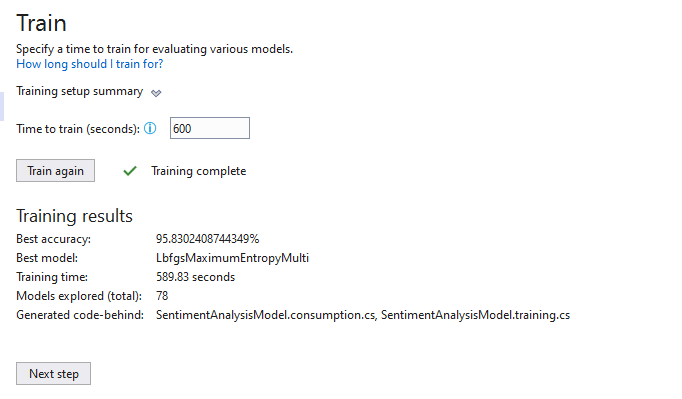 Train
Specify a time to train for evaluating various models.
How long should I train for?
Training setup summary
Time to train (seconds): 600
Train again Training complete
Training results
Best accuracy: 95.8302408744349%
Best model: LbfgsMaximumEntropyMulti
Training time: 589.83 seconds
Models explored (total): 78
Generated code-behind: SentimentAnalysisModel.consumption.cs, SentimentAnalysisModel.training.cs
Next step